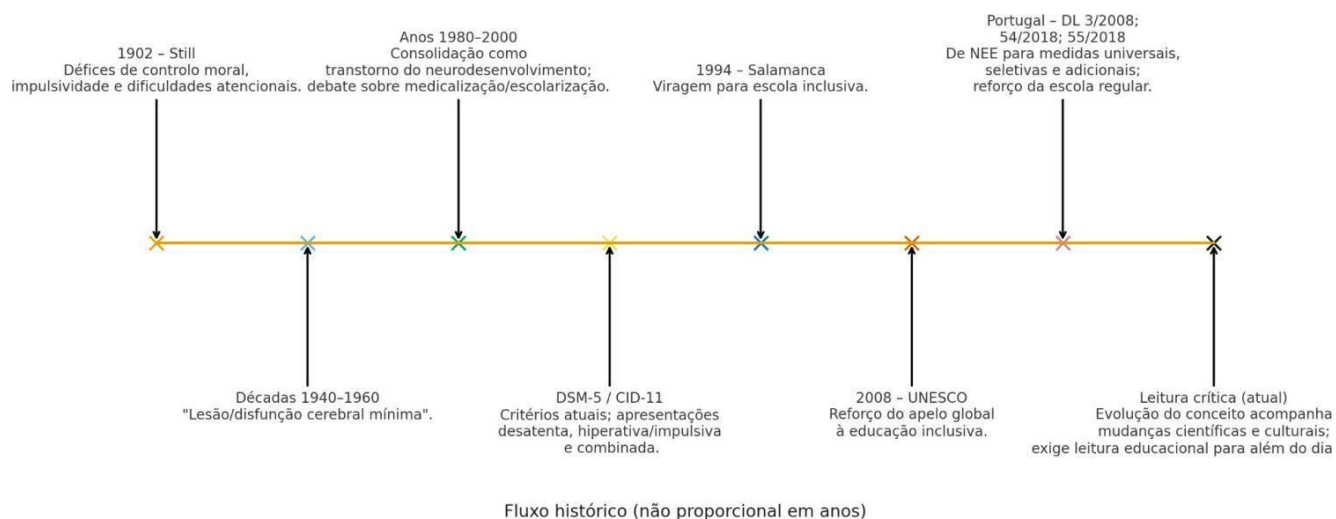 1902 – Still
Défices de controlo moral,
impulsividade e dificuldades atencionais.
Décadas 1940–1960
"Lesão/disfunção cerebral mínima".
Anos 1980–2000
Consolidação como
transtorno do neurodesenvolvimento;
debate sobre medicalização/escolarização.
DSM-5 / CID-11
Critérios atuais; apresentações
desatenta, hiperativa/impulsiva
e combinada.
1994 – Salamanca
Viragem para escola inclusiva.
2008 – UNESCO
Reforço do apelo global
à educação inclusiva.
Portugal – DL 3/2008;
54/2018; 55/2018
De NEE para medidas universais,
seletivas e adicionais;
reforço da escola regular.
Leitura crítica (atual)
Evolução do conceito acompanha
mudanças científicas e culturais;
exige leitura educacional para além do dia
Fluxo histórico (não proporcional em anos)